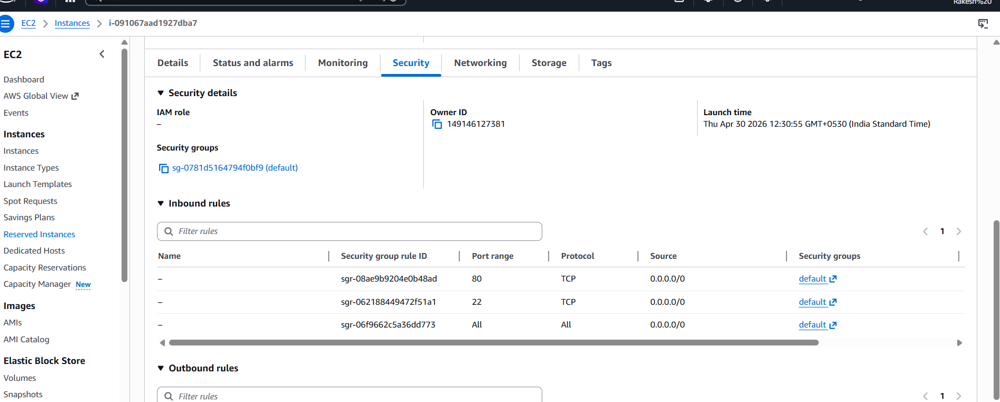 Rakesh%20
EC2 > Instances > i-091067aad1927dba7
EC2
Dashboard
AWS Global View
Events
Instances
Instances
Instance Types
Launch Templates
Spot Requests
Savings Plans
Reserved Instances
Dedicated Hosts
Capacity Reservations
Capacity Manager New
Images
AMIs
AMI Catalog
Elastic Block Store
Volumes
Snapshots
Details Status and alarms Monitoring Security Networking Storage Tags
Security details
IAM role
–
Owner ID
149146127381
Launch time
Thu Apr 30 2026 12:30:55 GMT+0530 (India Standard Time)
Security groups
sg-0781d5164794f0bf9 (default)
Inbound rules
Filter rules
1
Name Security group rule ID Port range Protocol Source Security groups
– sgr-08ae9b9204e0b48ad 80 TCP 0.0.0.0/0 default
– sgr-062188449472f51a1 22 TCP 0.0.0.0/0 default
– sgr-06f9662c5a36dd773 All All 0.0.0.0/0 default
Outbound rules
Filter rules
1